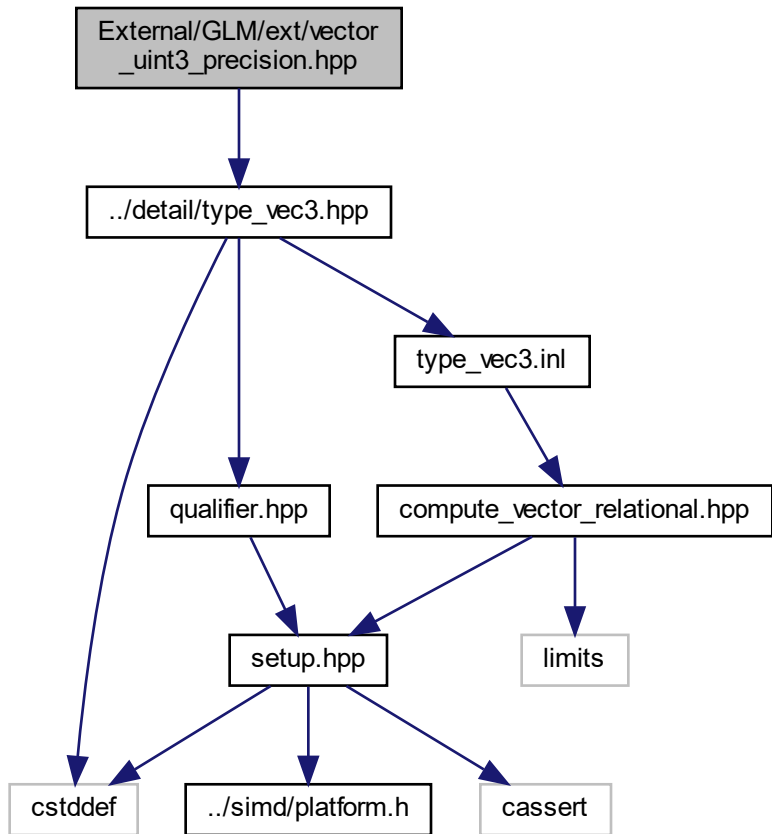 External/GLM/ext/vector
_uint3_precision.hpp
../detail/type_vec3.hpp
type_vec3.inl
qualifier.hpp
compute_vector_relational.hpp
setup.hpp
limits
cstddef
../simd/platform.h
cassert